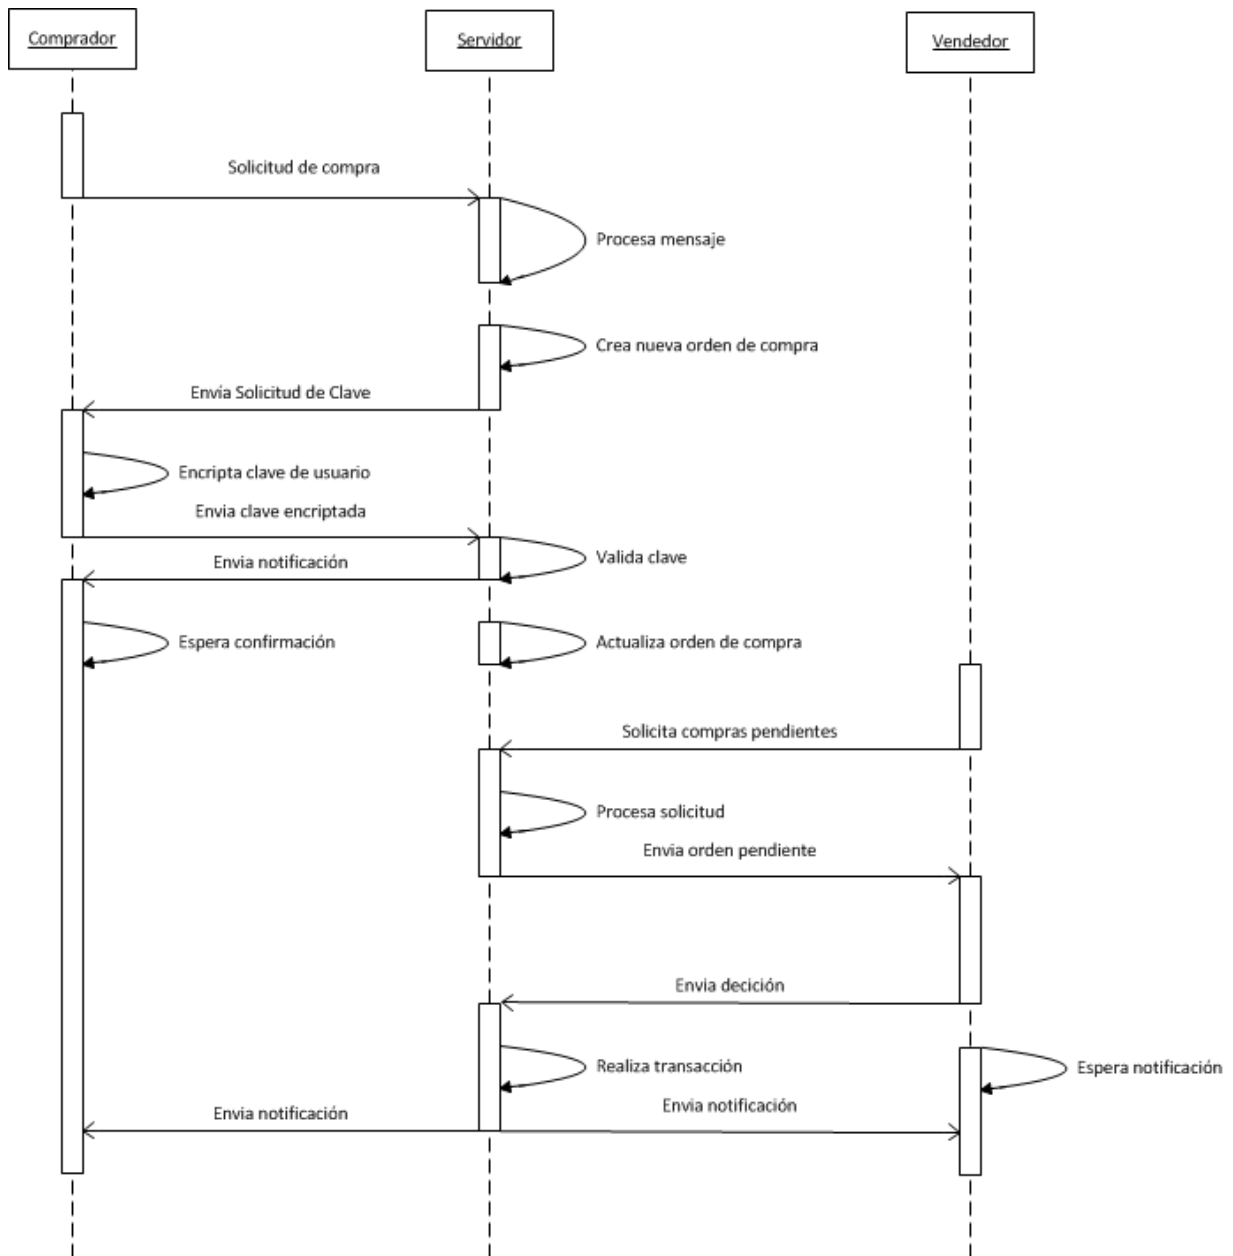 Comprador
Servidor
Vendedor
Solicitud de compra
Procesa mensaje
Crea nueva orden de compra
Envía Solicitud de Clave
Encripta clave de usuario
Envia clave encriptada
Valida clave
Envia notificación
Espera confirmación
Actualiza orden de compra
Solicita compras pendientes
Procesa solicitud
Envia orden pendiente
Envia decición
Realiza transacción
Espera notificación
Envia notificación
Envia notificación